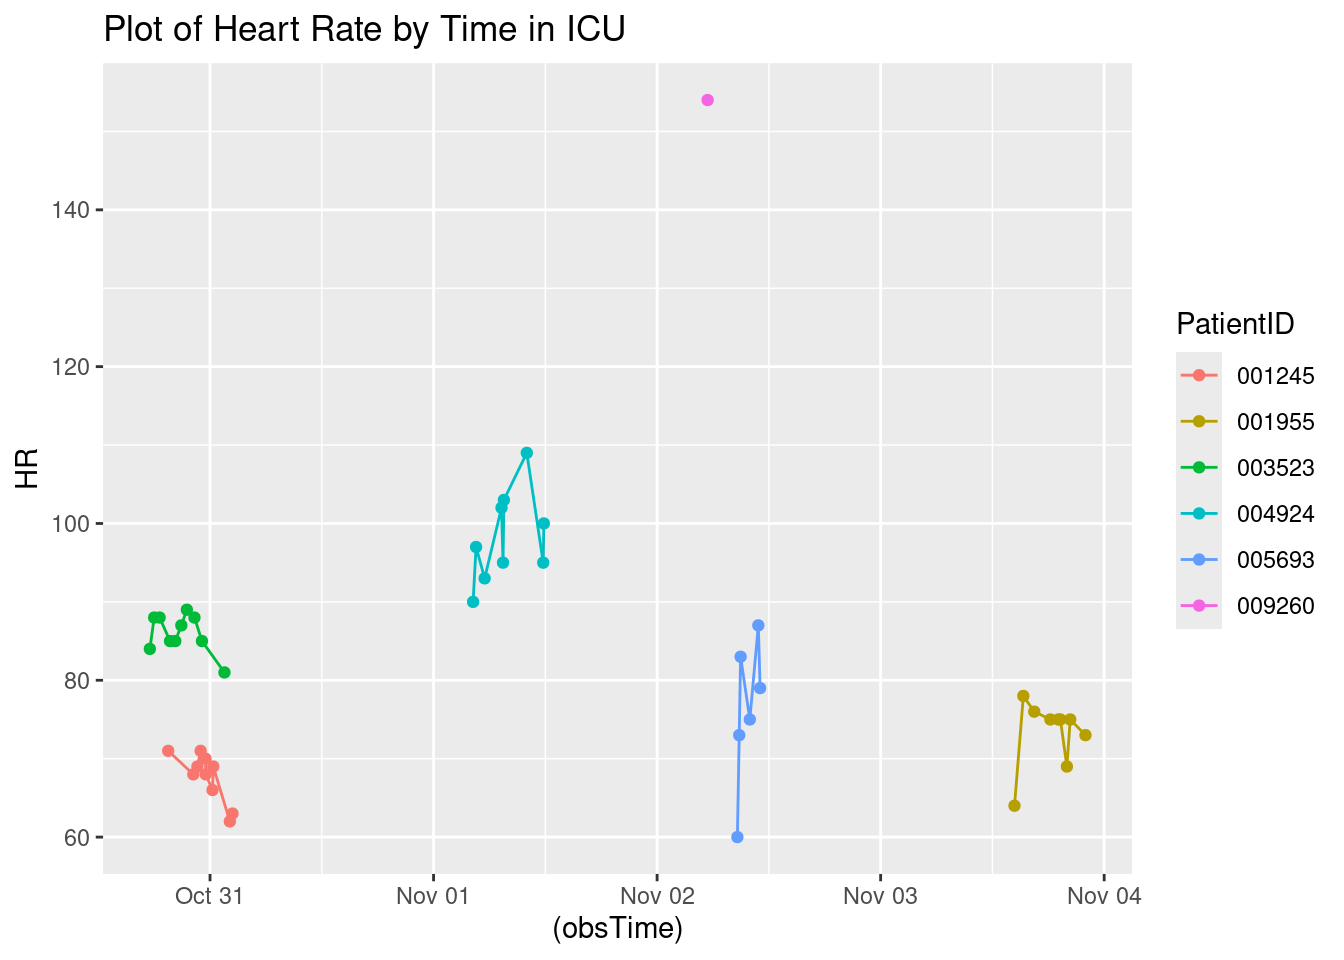 Plot of Heart Rate by Time in ICU
HR
140
120
100
80
60
Oct 31 Nov 01 Nov 02 Nov 03 Nov 04
(obsTime)
PatientID
001245
001955
003523
004924
005693
009260